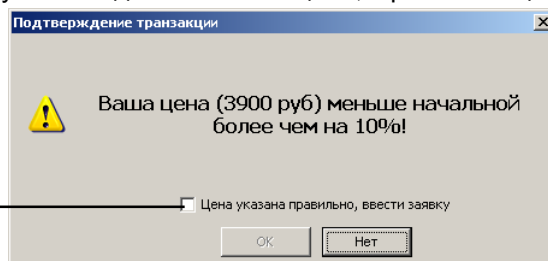 Подтверждение транзакции
Ваша цена (3900 руб) меньше начальной
более чем на 10%!
Цена указана правильно, ввести заявку
OK Нет